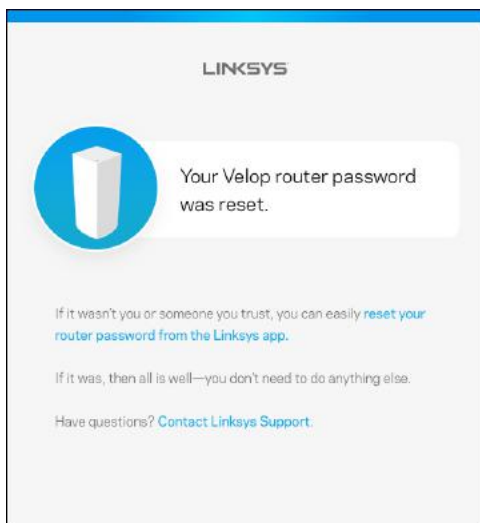 LINKSYS
Your Velop router password
was reset.
If it wasn't you or someone you trust, you can easily reset your
router password from the Linksys app.
If it was, then all is well—you don't need to do anything else.
Have questions? Contact Linksys Support.